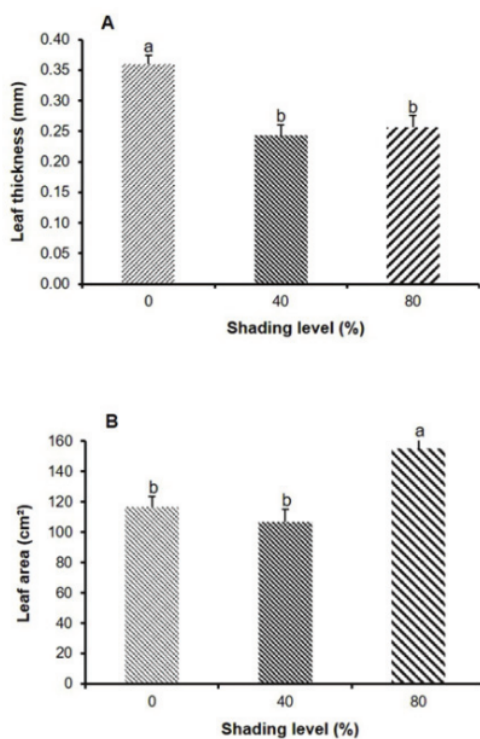 A
Leaf thickness (mm)
0.40
0.35
0.30
0.25
0.20
0.15
0.10
0.05
0.00
a
b
b
0 40 80
Shading level (%)
B
Leaf area (cm²)
160
140
120
100
80
60
40
20
0
b
b
a
0 40 80
Shading level (%)